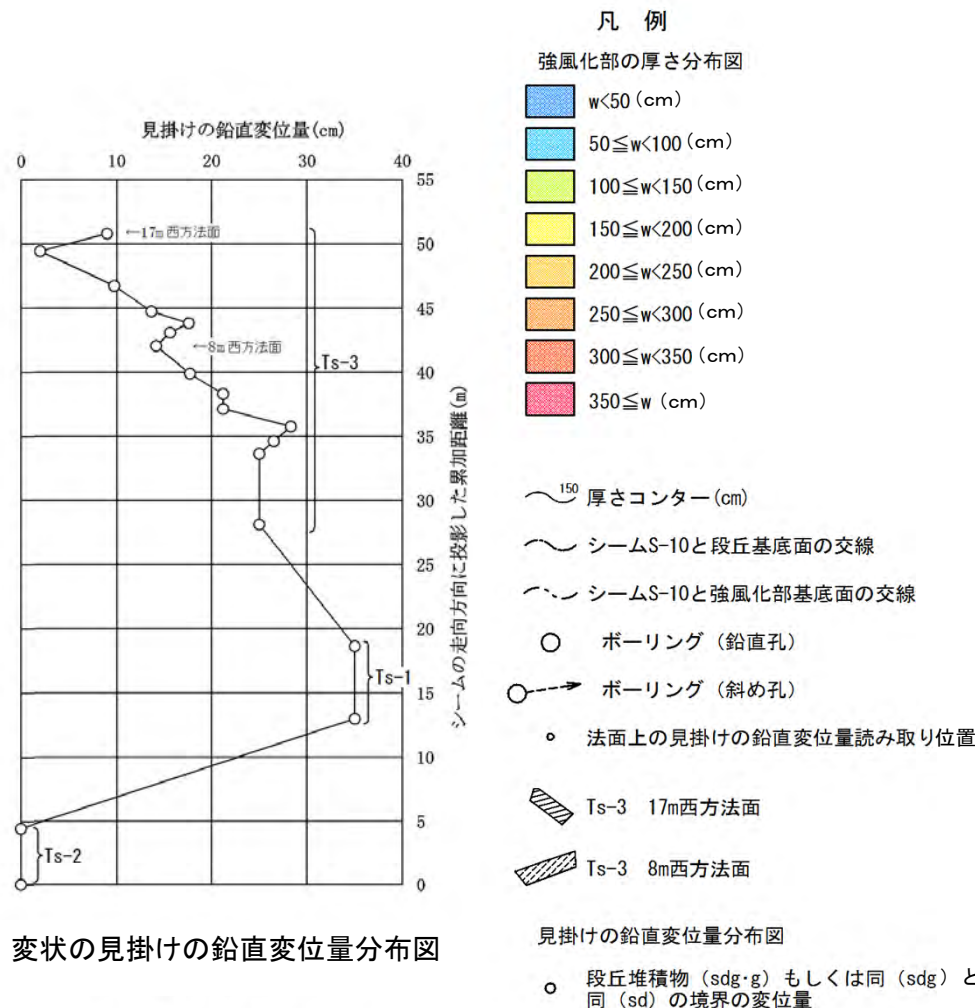 見掛けの鉛直変位量(cm)
0 10 20 30 40
55
50
45
40
35
30
25
20
15
10
5
0
シームの走向方向に投影した累加距離(m)
←17m西方法面
←8m西方法面
Ts-3
Ts-1
Ts-2
変状の見掛けの鉛直変位量分布図
凡 例
強風化部の厚さ分布図
w<50(cm)
50≦w<100(cm)
100≦w<150(cm)
150≦w<200(cm)
200≦w<250(cm)
250≦w<300(cm)
300≦w<350(cm)
350≦w(cm)
150 厚さコンター(cm)
シームS-10と段丘基底面の交線
シームS-10と強風化部基底面の交線
ボーリング(鉛直孔)
ボーリング(斜め孔)
法面上の見掛けの鉛直変位量読み取り位置
Ts-3 17m西方法面
Ts-3 8m西方法面
見掛けの鉛直変位量分布図
段丘堆積物(sdg・g)もしくは同(sdg)と
同(sd)の境界の変位量